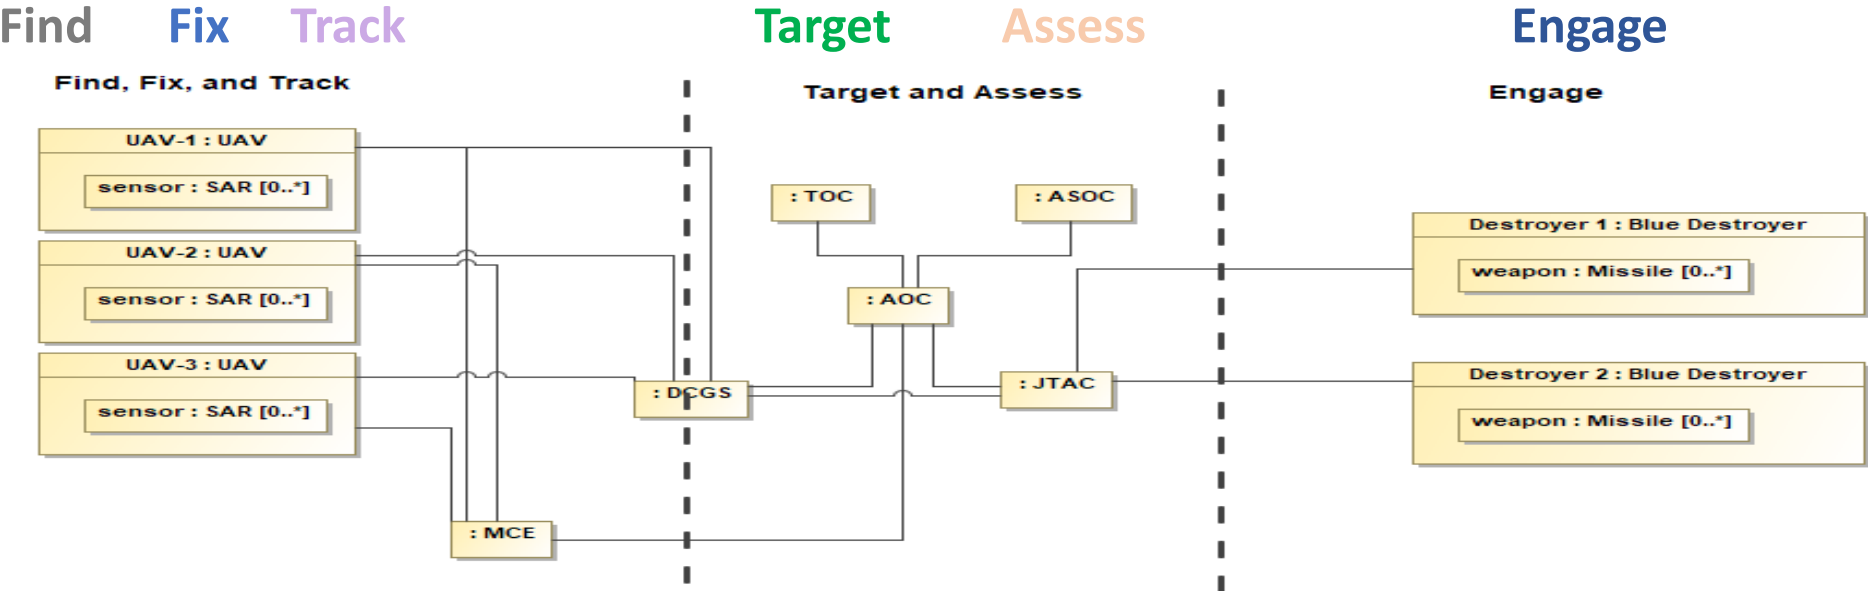 Find Fix Track Target Assess Engage
Find, Fix, and Track
Target and Assess
Engage
UAV-1 : UAV
sensor : SAR [0..*]
UAV-2 : UAV
sensor : SAR [0..*]
UAV-3 : UAV
sensor : SAR [0..*]
: MCE
: DCGS
: TOC
: ASOC
: AOC
: JTAC
Destroyer 1 : Blue Destroyer
weapon : Missile [0..*]
Destroyer 2 : Blue Destroyer
weapon : Missile [0..*]